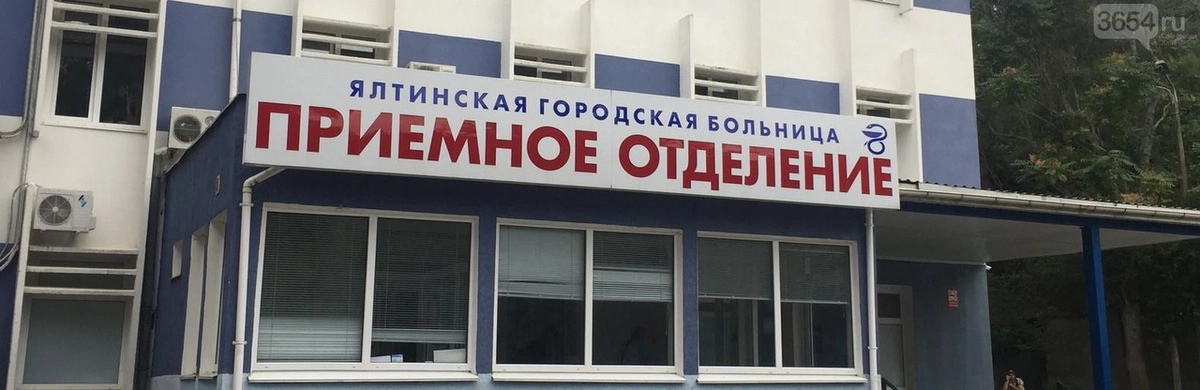 3654.ru
ЯЛТИНСКАЯ ГОРОДСКАЯ БОЛЬНИЦА
ПРИЕМНОЕ ОТДЕЛЕНИЕ